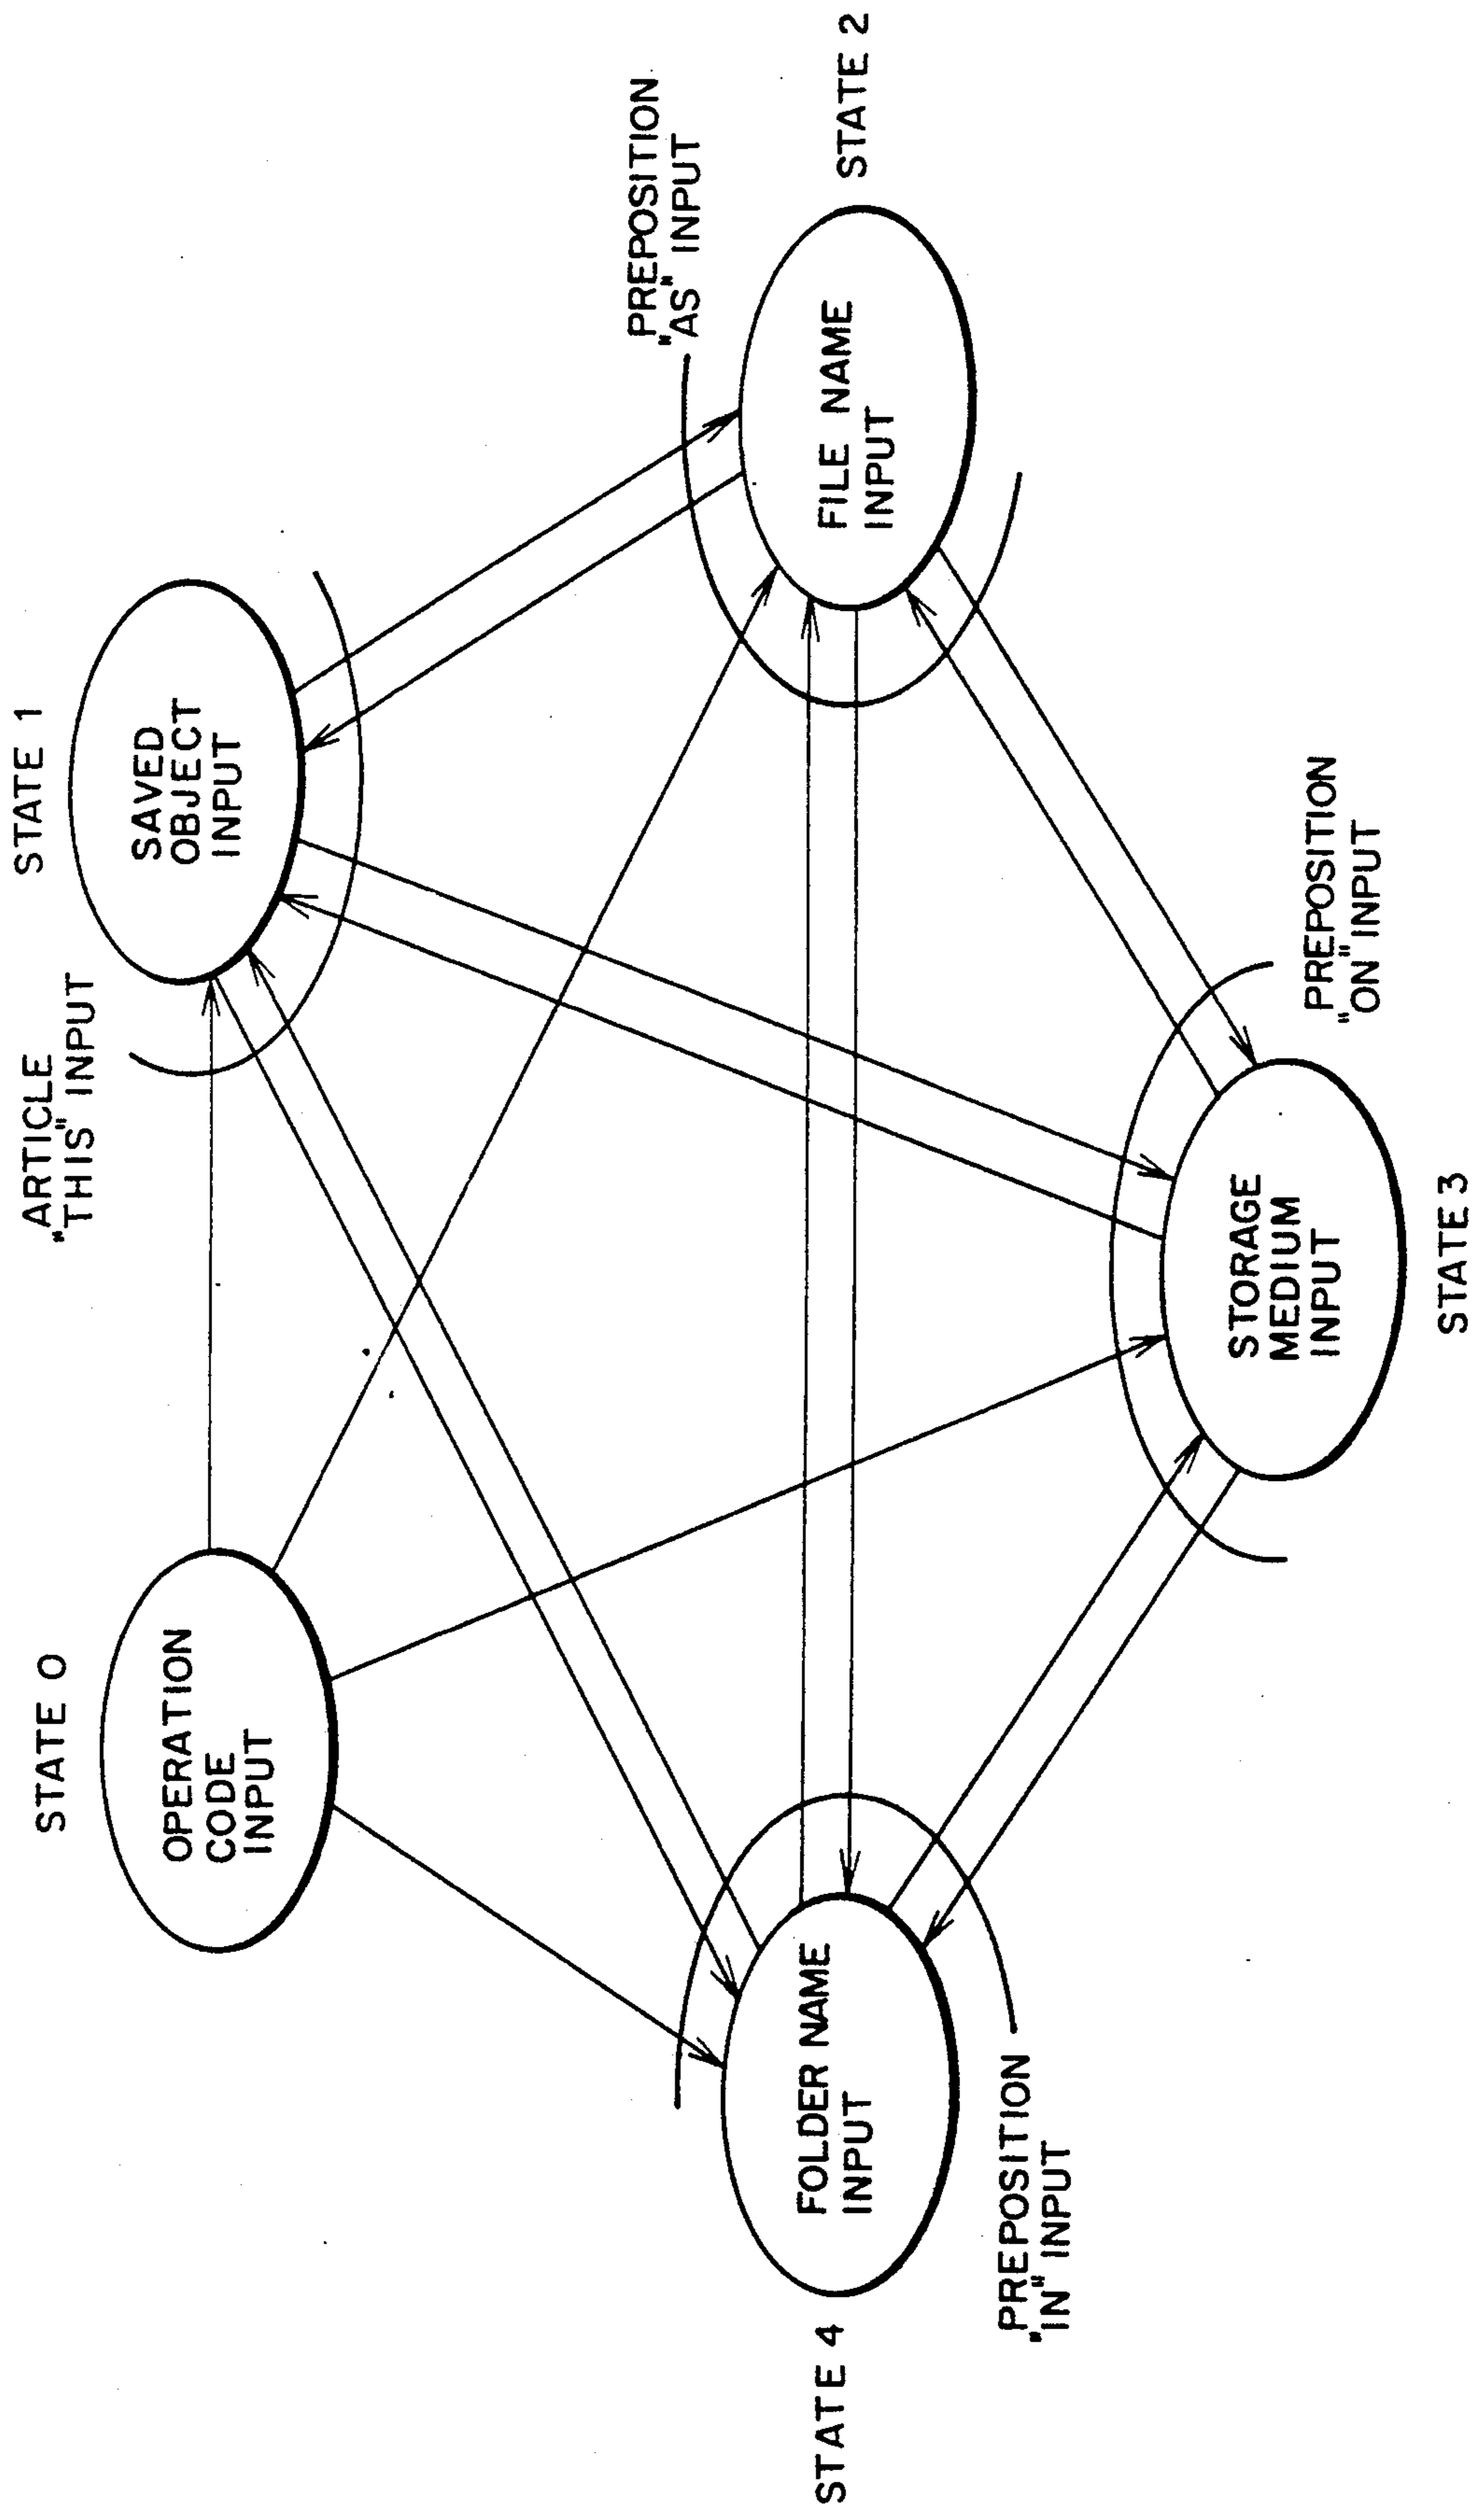 STATE 0
OPERATION
CODE
INPUT
ARTICLE
"THIS" INPUT
STATE 1
SAVED
OBJECT
INPUT
PREPOSITION
"AS" INPUT
STATE 4
FOLDER NAME
INPUT
FILE NAME
INPUT
STATE 2
PREPOSITION
"IN" INPUT
STORAGE
MEDIUM
INPUT
PREPOSITION
"ON" INPUT
STATE 3